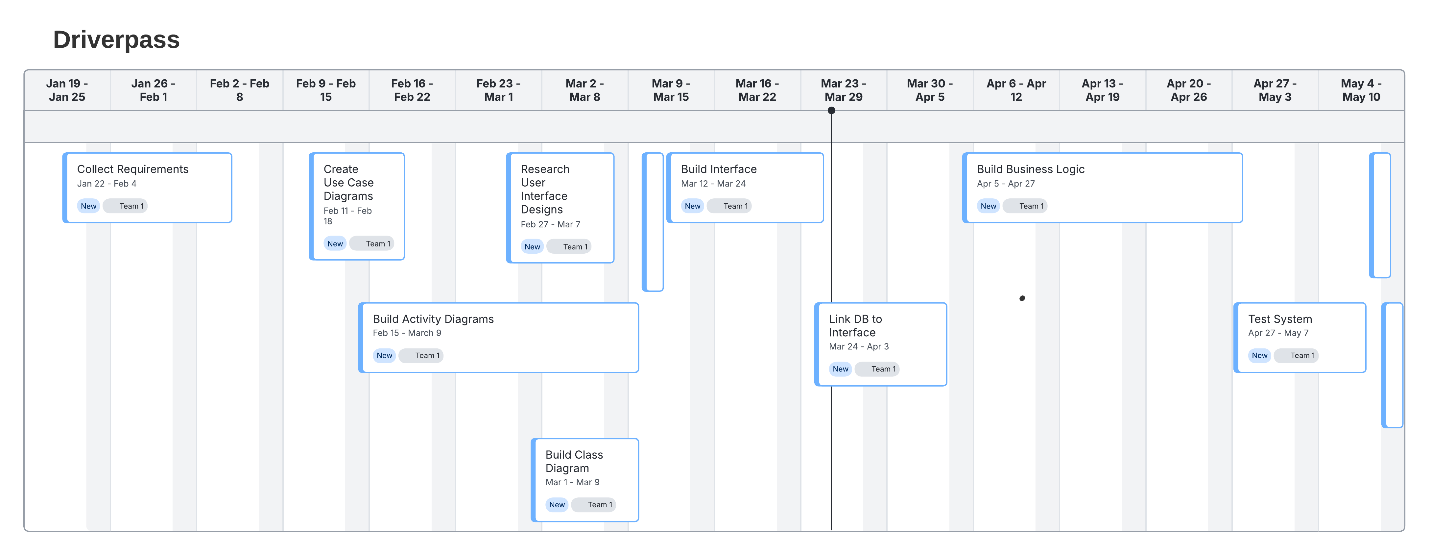 Driverpass
Jan 19 -
Jan 25
Jan 26 -
Feb 1
Feb 2 - Feb
8
Feb 9 - Feb
15
Feb 16 -
Feb 22
Feb 23 -
Mar 1
Mar 2 -
Mar 8
Mar 9 -
Mar 15
Mar 16 -
Mar 22
Mar 23 -
Mar 29
Mar 30 -
Apr 5
Apr 6 - Apr
12
Apr 13 -
Apr 19
Apr 20 -
Apr 26
Apr 27 -
May 3
May 4 -
May 10
Collect Requirements
Jan 22 - Feb 4
New Team 1
Create
Use Case
Diagrams
Feb 11 - Feb
18
New Team 1
Research
User
Interface
Designs
Feb 27 - Mar 7
New Team 1
Build Interface
Mar 12 - Mar 24
New Team 1
Build Business Logic
Apr 5 - Apr 27
New Team 1
Build Activity Diagrams
Feb 15 - March 9
New Team 1
Link DB to
Interface
Mar 24 - Apr 3
New Team 1
Test System
Apr 27 - May 7
New Team 1
Build Class
Diagram
Mar 1 - Mar 9
New Team 1